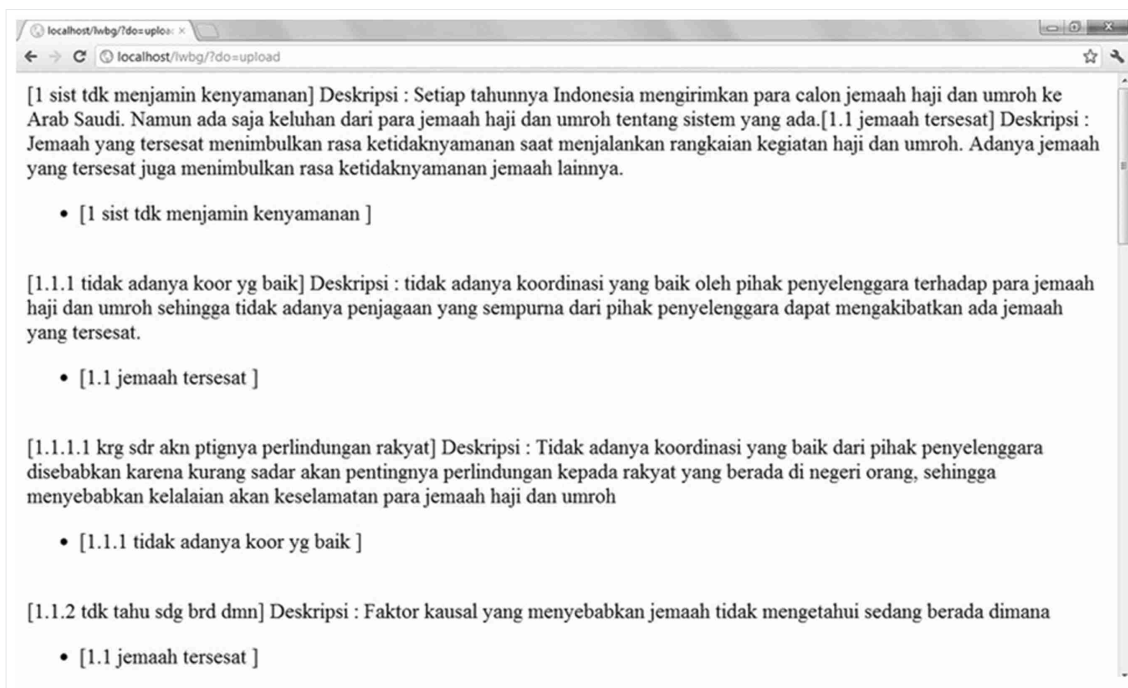 localhost/lwbg/?do=uploac
localhost/lwbg/?do=upload
[1 sist tdk menjamin kenyamanan] Deskripsi : Setiap tahunnya Indonesia mengirimkan para calon jemaah haji dan umroh ke
Arab Saudi. Namun ada saja keluhan dari para jemaah haji dan umroh tentang sistem yang ada.[1.1 jemaah tersesat] Deskripsi :
Jemaah yang tersesat menimbulkan rasa ketidaknyamanan saat menjalankan rangkaian kegiatan haji dan umroh. Adanya jemaah
yang tersesat juga menimbulkan rasa ketidaknyamanan jemaah lainnya.
• [1 sist tdk menjamin kenyamanan ]
[1.1.1 tidak adanya koor yg baik] Deskripsi : tidak adanya koordinasi yang baik oleh pihak penyelenggara terhadap para jemaah
haji dan umroh sehingga tidak adanya penjagaan yang sempurna dari pihak penyelenggara dapat mengakibatkan ada jemaah
yang tersesat.
• [1.1 jemaah tersesat ]
[1.1.1.1 krg sdr akn ptignya perlindungan rakyat] Deskripsi : Tidak adanya koordinasi yang baik dari pihak penyelenggara
disebabkan karena kurang sadar akan pentingnya perlindungan kepada rakyat yang berada di negeri orang, sehingga
menyebabkan kelalaian akan keselamatan para jemaah haji dan umroh
• [1.1.1 tidak adanya koor yg baik ]
[1.1.2 tdk tahu sdg brd dmn] Deskripsi : Faktor kausal yang menyebabkan jemaah tidak mengetahui sedang berada dimana
• [1.1 jemaah tersesat ]